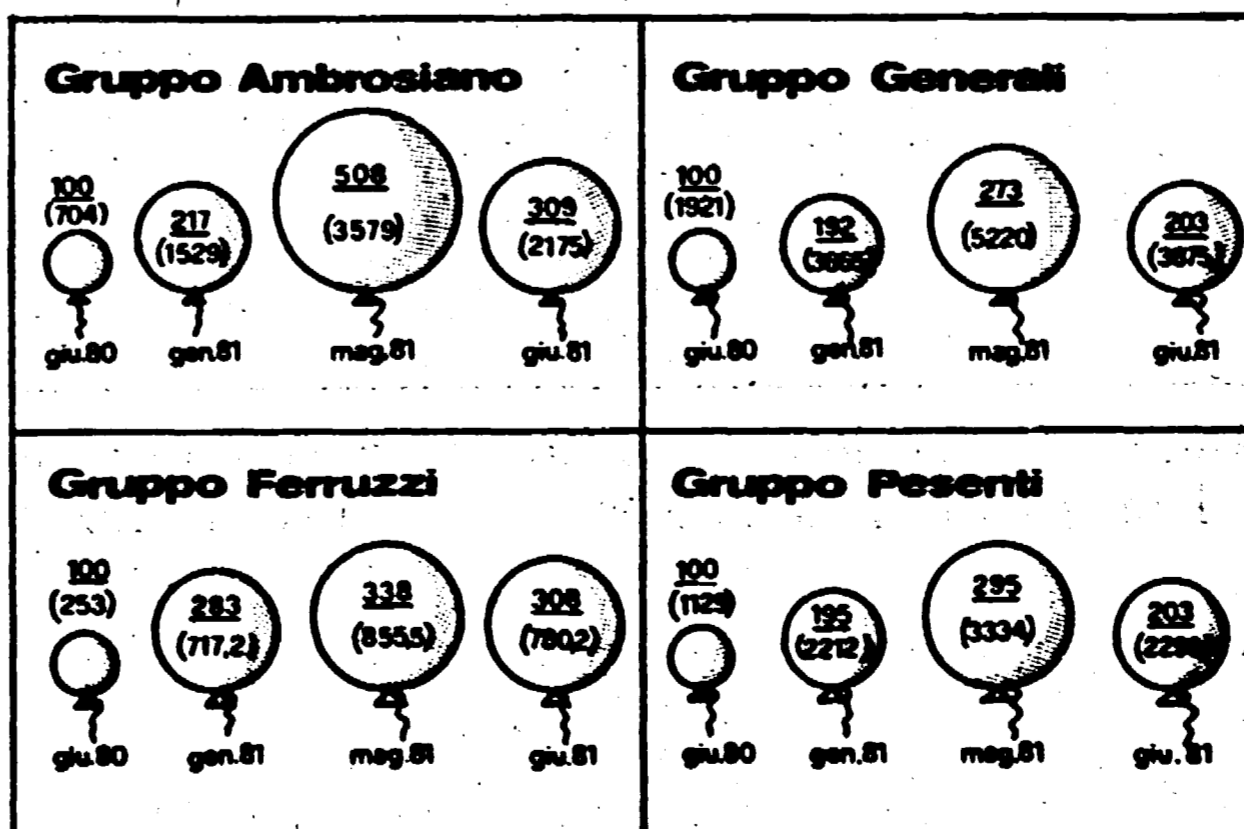 Gruppo Ambrosiano
100
(704)
giu.80
217
(1529)
gen.81
508
(3579)
mag.81
309
(2175)
giu.81
Gruppo Generali
100
(1921)
giu.80
192
gen.81
273
(5220)
mag.81
203
giu.81
Gruppo Ferruzzi
100
(253)
giu.80
283
(717,2)
gen.81
338
(855,5)
mag.81
308
(780,2)
giu.81
Gruppo Pesenti
100
(1129)
giu.80
195
(2212)
gen.81
295
(3334)
mag.81
203
giu. 81